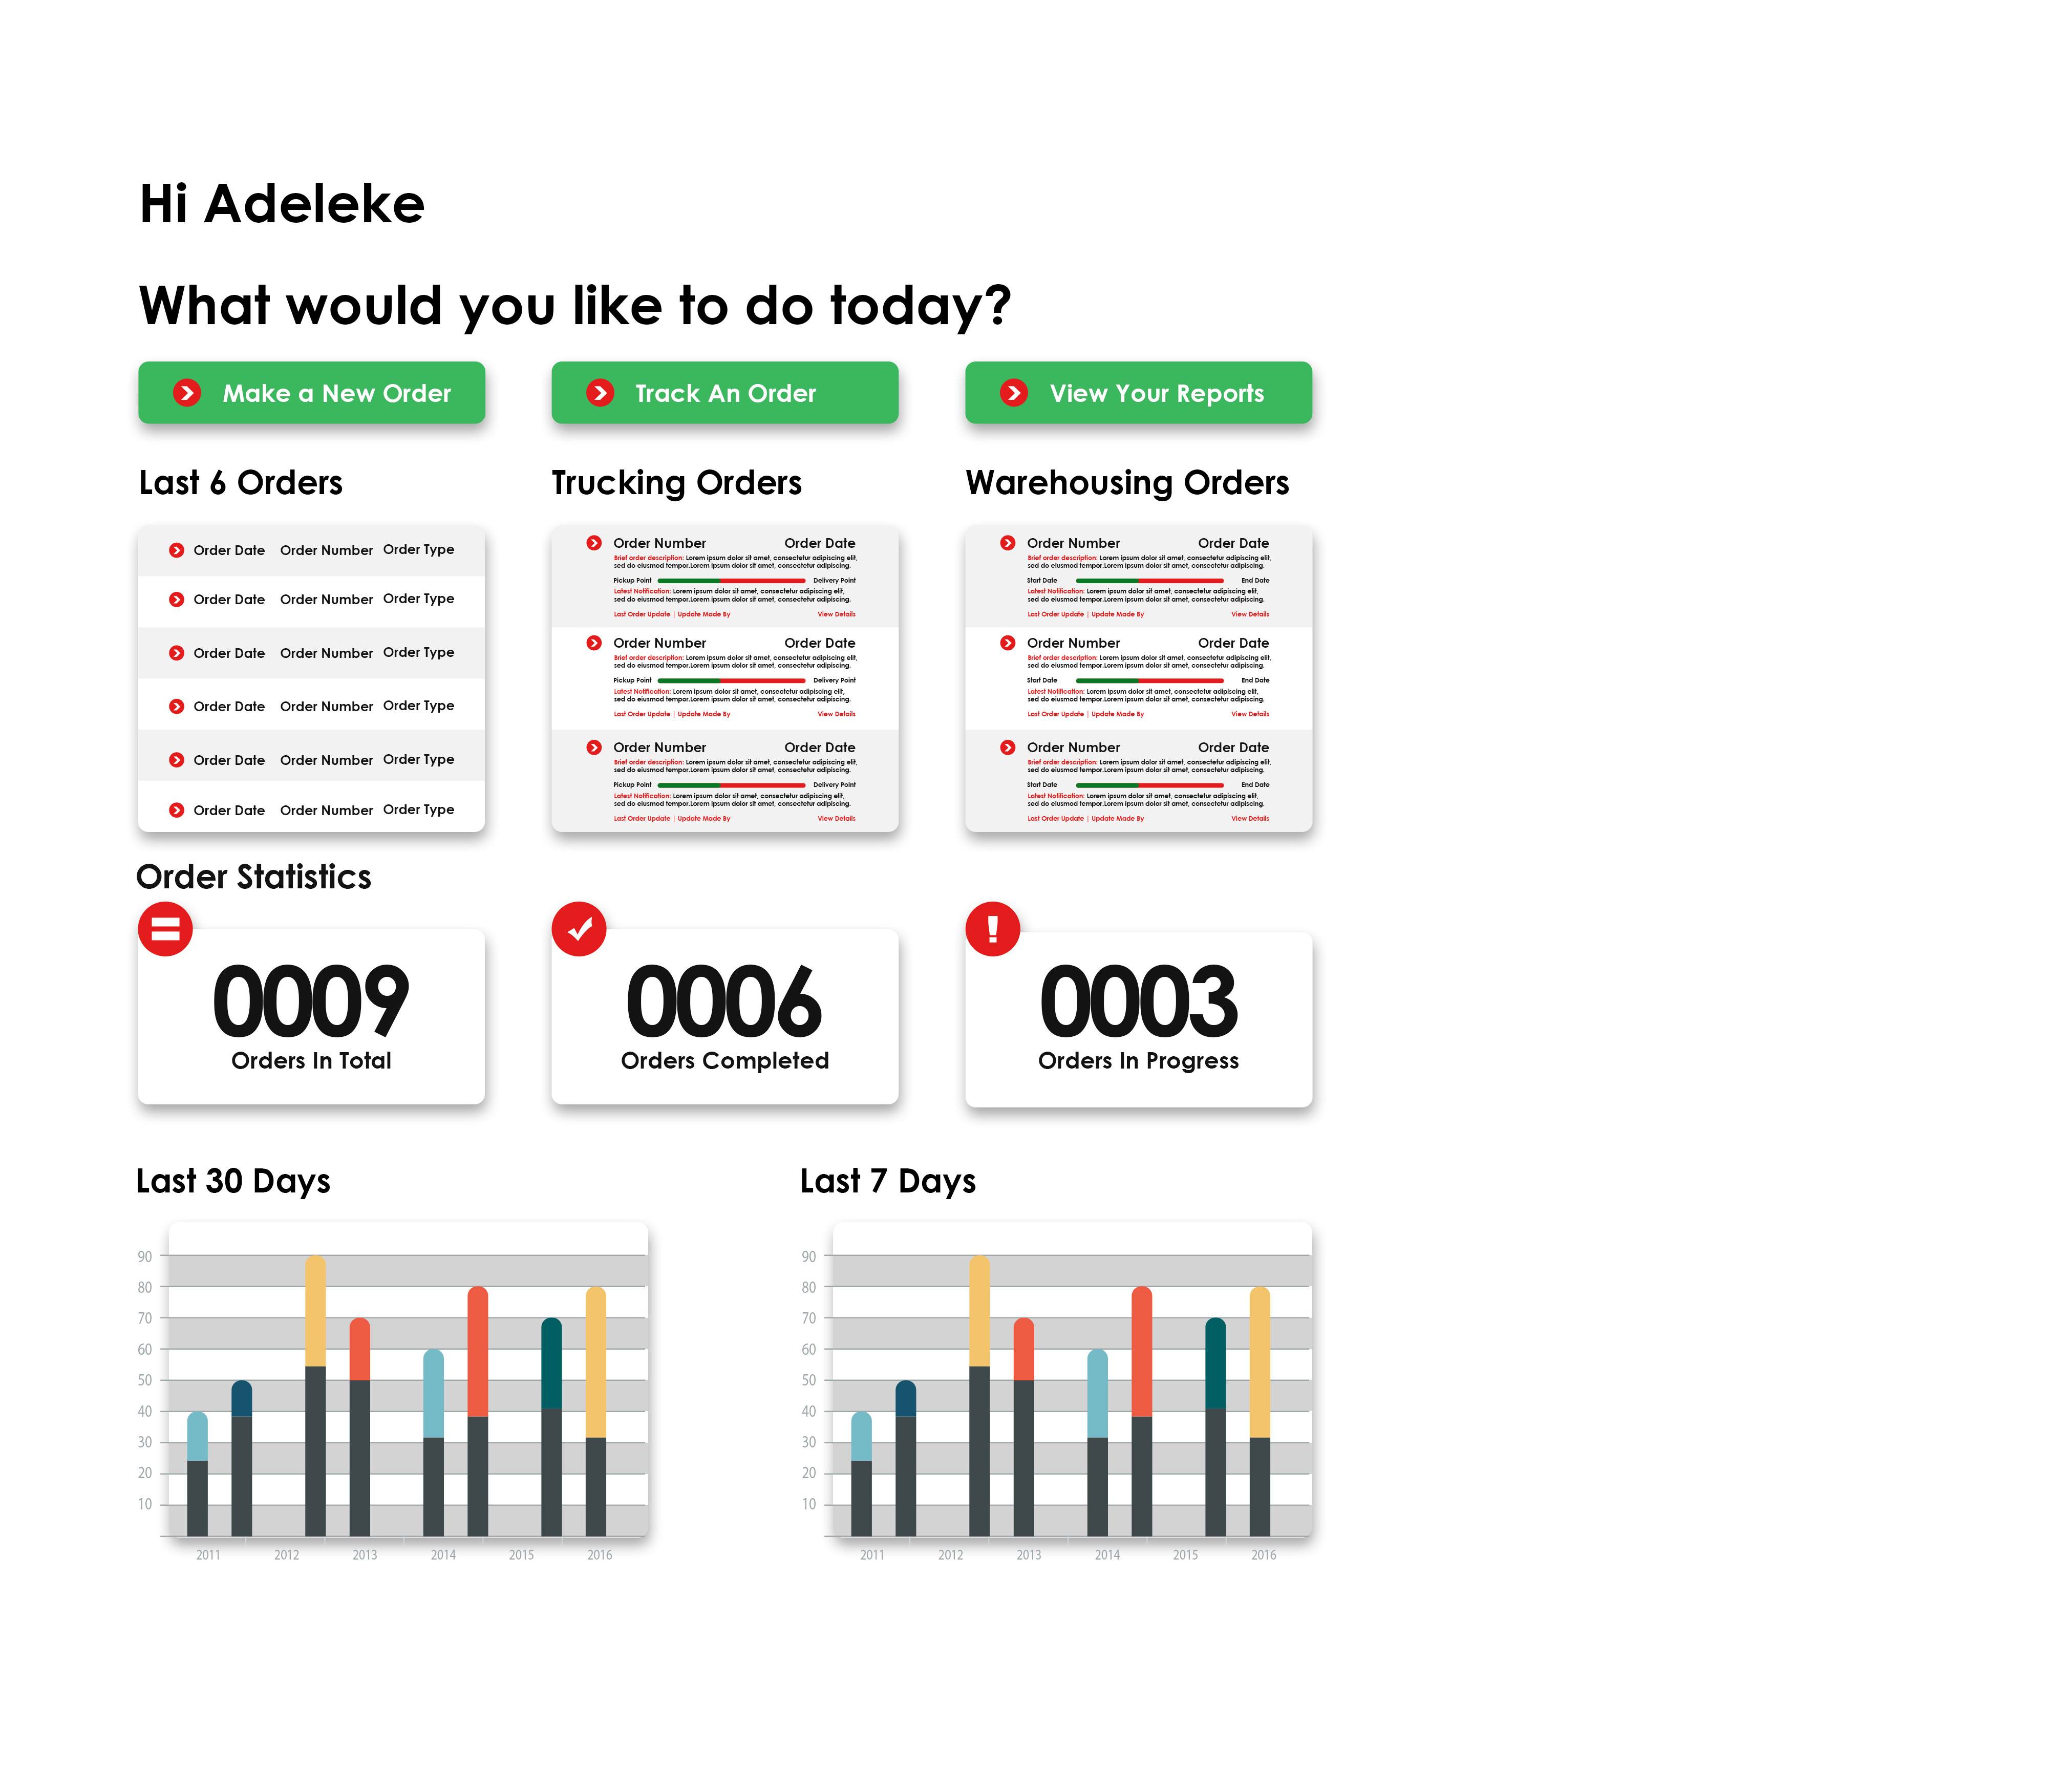 Hi Adeleke
What would you like to do today?
Make a New Order
Track An Order
View Your Reports
Last 6 Orders
Order Date Order Number Order Type
Order Date Order Number Order Type
Order Date Order Number Order Type
Order Date Order Number Order Type
Order Date Order Number Order Type
Order Date Order Number Order Type
Trucking Orders
Order Number Order Date
Brief order description: Lorem ipsum dolor sit amet, consectetur adipiscing elit,
sed do eiusmod tempor.Lorem ipsum dolor sit amet, consectetur adipiscing.
Pickup Point Delivery Point
Latest Notification: Lorem ipsum dolor sit amet, consectetur adipiscing elit,
sed do eiusmod tempor.Lorem ipsum dolor sit amet, consectetur adipiscing.
Last Order Update | Update Made By View Details
Order Number Order Date
Brief order description: Lorem ipsum dolor sit amet, consectetur adipiscing elit,
sed do eiusmod tempor.Lorem ipsum dolor sit amet, consectetur adipiscing.
Pickup Point Delivery Point
Latest Notification: Lorem ipsum dolor sit amet, consectetur adipiscing elit,
sed do eiusmod tempor.Lorem ipsum dolor sit amet, consectetur adipiscing.
Last Order Update | Update Made By View Details
Order Number Order Date
Brief order description: Lorem ipsum dolor sit amet, consectetur adipiscing elit,
sed do eiusmod tempor.Lorem ipsum dolor sit amet, consectetur adipiscing.
Pickup Point Delivery Point
Latest Notification: Lorem ipsum dolor sit amet, consectetur adipiscing elit,
sed do eiusmod tempor.Lorem ipsum dolor sit amet, consectetur adipiscing.
Last Order Update | Update Made By View Details
Warehousing Orders
Order Number Order Date
Brief order description: Lorem ipsum dolor sit amet, consectetur adipiscing elit,
sed do eiusmod tempor.Lorem ipsum dolor sit amet, consectetur adipiscing.
Start Date End Date
Latest Notification: Lorem ipsum dolor sit amet, consectetur adipiscing elit,
sed do eiusmod tempor.Lorem ipsum dolor sit amet, consectetur adipiscing.
Last Order Update | Update Made By View Details
Order Number Order Date
Brief order description: Lorem ipsum dolor sit amet, consectetur adipiscing elit,
sed do eiusmod tempor.Lorem ipsum dolor sit amet, consectetur adipiscing.
Start Date End Date
Latest Notification: Lorem ipsum dolor sit amet, consectetur adipiscing elit,
sed do eiusmod tempor.Lorem ipsum dolor sit amet, consectetur adipiscing.
Last Order Update | Update Made By View Details
Order Number Order Date
Brief order description: Lorem ipsum dolor sit amet, consectetur adipiscing elit,
sed do eiusmod tempor.Lorem ipsum dolor sit amet, consectetur adipiscing.
Start Date End Date
Latest Notification: Lorem ipsum dolor sit amet, consectetur adipiscing elit,
sed do eiusmod tempor.Lorem ipsum dolor sit amet, consectetur adipiscing.
Last Order Update | Update Made By View Details
Order Statistics
0009
Orders In Total
0006
Orders Completed
!
0003
Orders In Progress
Last 30 Days
90
80
70
60
50
40
30
20
10
2011 2012 2013 2014 2015 2016
Last 7 Days
90
80
70
60
50
40
30
20
10
2011 2012 2013 2014 2015 2016